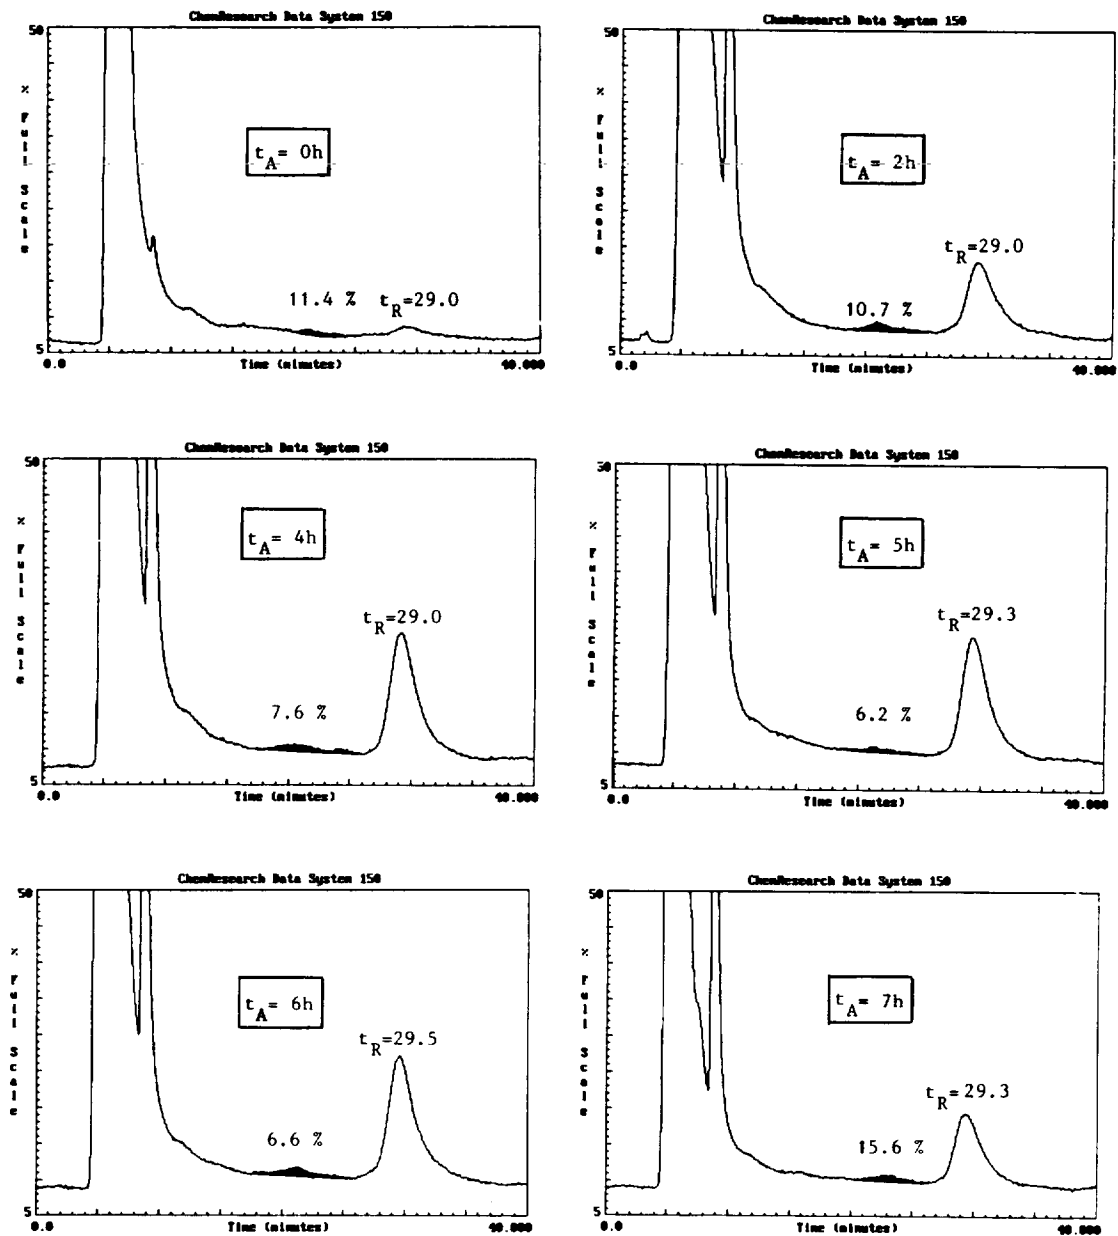 ChemResearch Data System 150
50
% Full Scale
t_A= 0h
11.4 %
t_R=29.0
5
0.0
Time (minutes)
40.000
ChemResearch Data System 150
50
% Full Scale
t_A= 2h
t_R=29.0
10.7 %
5
0.0
Time (minutes)
40.000
ChemResearch Data System 150
50
% Full Scale
t_A= 4h
t_R=29.0
7.6 %
5
0.0
Time (minutes)
40.000
ChemResearch Data System 150
50
% Full Scale
t_A= 5h
t_R=29.3
6.2 %
5
0.0
Time (minutes)
40.000
ChemResearch Data System 150
50
% Full Scale
t_A= 6h
t_R=29.5
6.6 %
5
0.0
Time (minutes)
40.000
ChemResearch Data System 150
50
% Full Scale
t_A= 7h
t_R=29.3
15.6 %
5
0.0
Time (minutes)
40.000